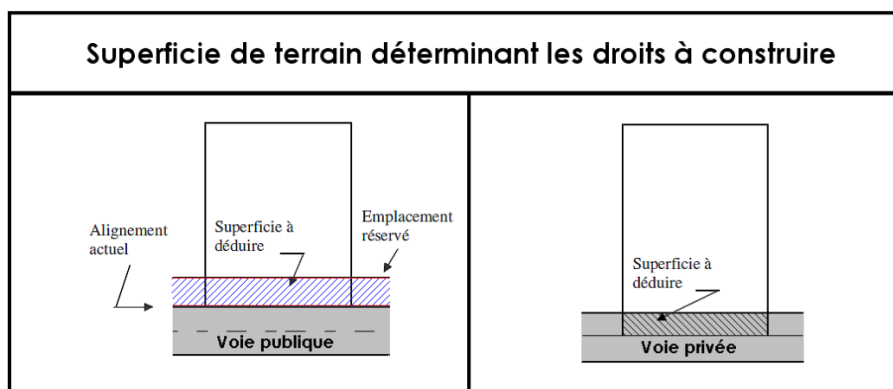 Superficie de terrain déterminant les droits à construire
Alignement
actuel
Superficie à
déduire
Emplacement
réservé
Voie publique
Superficie à
déduire
Voie privée